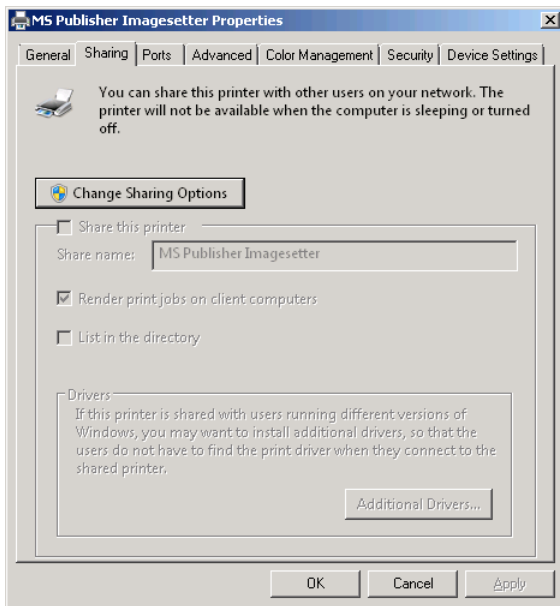 MS Publisher Imagesetter Properties
General Sharing Ports Advanced Color Management Security Device Settings
You can share this printer with other users on your network. The
printer will not be available when the computer is sleeping or turned
off.
Change Sharing Options
Share this printer
Share name: MS Publisher Imagesetter
Render print jobs on client computers
List in the directory
Drivers
If this printer is shared with users running different versions of
Windows, you may want to install additional drivers, so that the
users do not have to find the print driver when they connect to the
shared printer.
Additional Drivers...
OK Cancel Apply